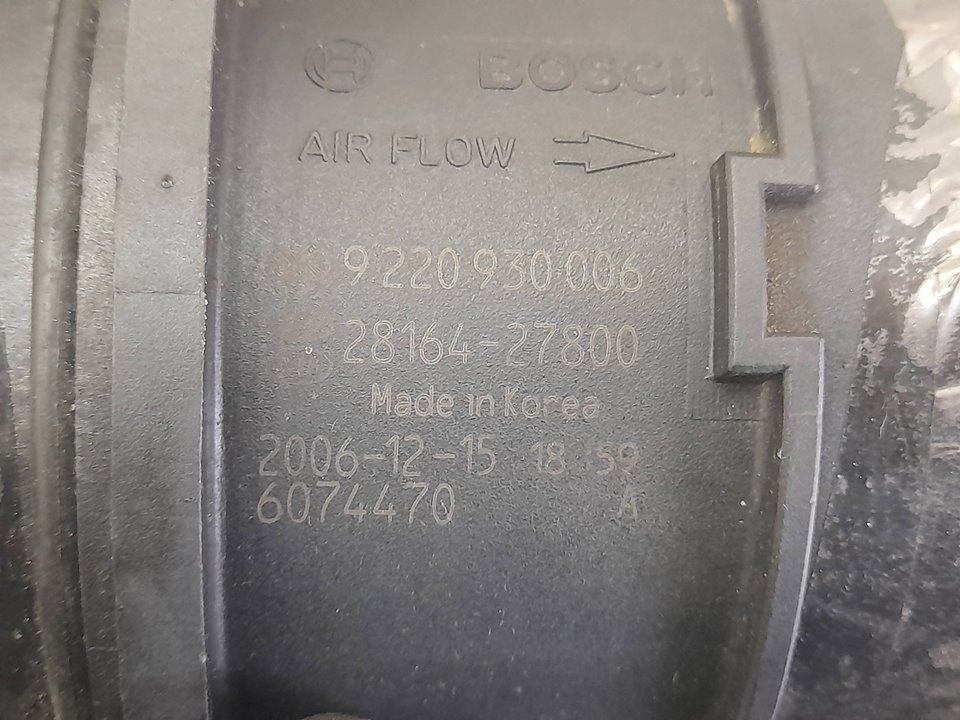 BOSCH
AIR FLOW
9 220 930 006
28164-27800
Made in Korea
2006-12-15 18 59
6074470 A